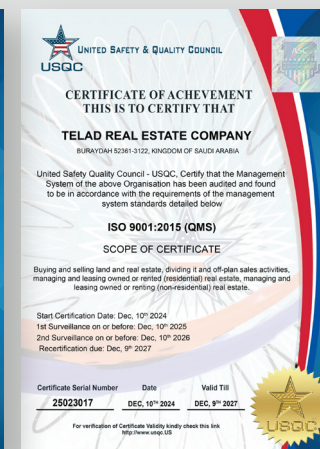 UNITED SAFETY & QUALITY COUNCIL
USQC
CERTIFICATE OF ACHEVEMENT
THIS IS TO CERTIFY THAT
TELAD REAL ESTATE COMPANY
BURAYDAH 52361-3122, KINGDOM OF SAUDI ARABIA
United Safety Quality Council - USQC, Certify that the Management
System of the above Organisation has been audited and found
to be in accordance with the requirements of the management
system standards detailed below
ISO 9001:2015 (QMS)
SCOPE OF CERTIFICATE
Buying and selling land and real estate, dividing it and off-plan sales activities,
managing and leasing owned or rented (residential) real estate, managing and
leasing owned or renting (non-residential) real estate.
Start Certification Date: Dec, 10th 2024
1st Surveillance on or before: Dec, 10th 2025
2nd Surveillance on or before: Dec, 10th 2026
Recertification due: Dec, 9th 2027
Certificate Serial Number Date Valid Till
25023017 DEC, 10TH 2024 DEC, 9TH 2027
For verification of Certificate Validity kindly check this link
http://www.usqc.US
USQC